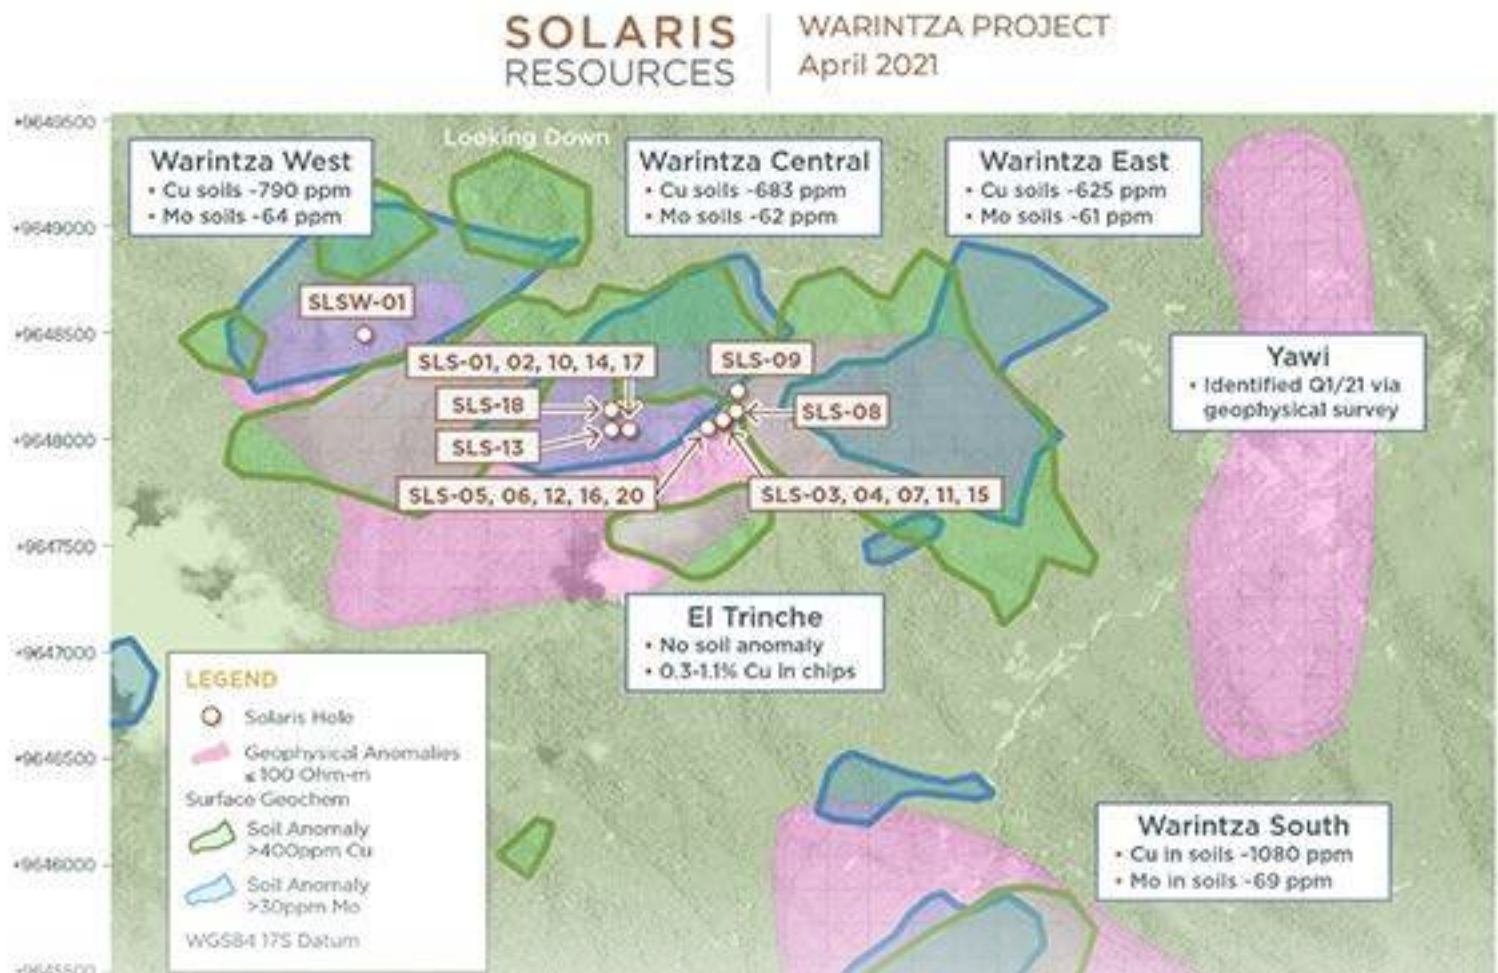 SOLARIS
RESOURCES
WARINTZA PROJECT
April 2021
+9649500
Looking Down
Warintza West
• Cu soils ~790 ppm
• Mo soils ~64 ppm
Warintza Central
• Cu soils ~683 ppm
• Mo soils ~62 ppm
Warintza East
• Cu soils ~625 ppm
• Mo soils ~61 ppm
+9649000
SLSW-01
+9648500
SLS-01, 02, 10, 14, 17
SLS-09
Yawi
• Identified Q1/21 via
geophysical survey
SLS-18
SLS-08
+9648000
SLS-13
SLS-05, 06, 12, 16, 20
SLS-03, 04, 07, 11, 15
+9647500
El Trinche
• No soil anomaly
• 0.3-1.1% Cu in chips
+9647000
LEGEND
Solaris Hole
Geophysical Anomalies
≤ 100 Ohm-m
Surface Geochem
Soil Anomaly
>400ppm Cu
Soil Anomaly
>30ppm Mo
WGS84 17S Datum
+9646500
Warintza South
• Cu in soils ~1080 ppm
• Mo in soils ~69 ppm
+9646000
+9645500